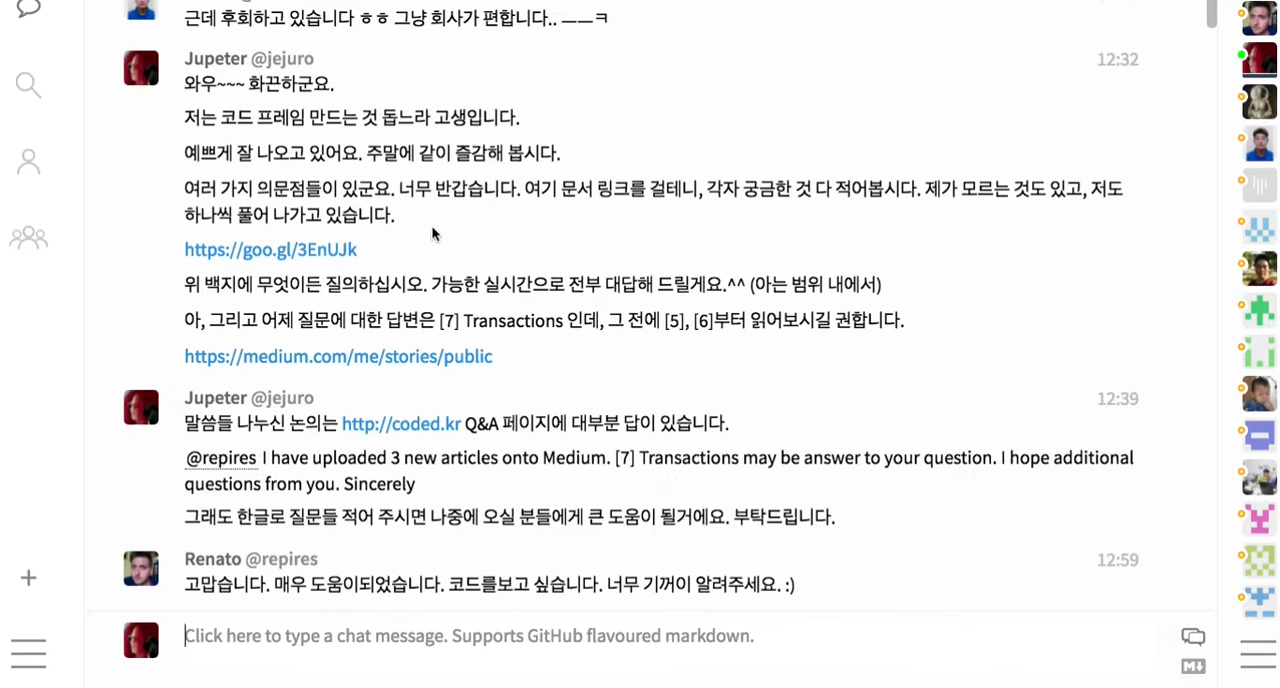 근데 후회하고 있습니다 ㅎㅎ 그냥 회사가 편합니다.. ㅡㅡㅋ
Jupeter @jejuro 12:32
와우~~~ 화끈하군요.
저는 코드 프레임 만드는 것 돕느라 고생입니다.
예쁘게 잘 나오고 있어요. 주말에 같이 즐감해 봅시다.
여러 가지 의문점들이 있군요. 너무 반갑습니다. 여기 문서 링크를 걸테니, 각자 궁금한 것 다 적어봅시다. 제가 모르는 것도 있고, 저도
하나씩 풀어 나가고 있습니다.
https://goo.gl/3EnUJk
위 백지에 무엇이든 질의하십시오. 가능한 실시간으로 전부 대답해 드릴게요.^^ (아는 범위 내에서)
아, 그리고 어제 질문에 대한 답변은 [7] Transactions 인데, 그 전에 [5], [6]부터 읽어보시길 권합니다.
https://medium.com/me/stories/public
Jupeter @jejuro 12:39
말씀들 나누신 논의는 http://coded.kr Q&A 페이지에 대부분 답이 있습니다.
@repires I have uploaded 3 new articles onto Medium. [7] Transactions may be answer to your question. I hope additional
questions from you. Sincerely
그래도 한글로 질문들 적어 주시면 나중에 오실 분들에게 큰 도움이 될거에요. 부탁드립니다.
Renato @repires 12:59
고맙습니다. 매우 도움이되었습니다. 코드를보고 싶습니다. 너무 기꺼이 알려주세요. :)
Click here to type a chat message. Supports GitHub flavoured markdown.
M↓